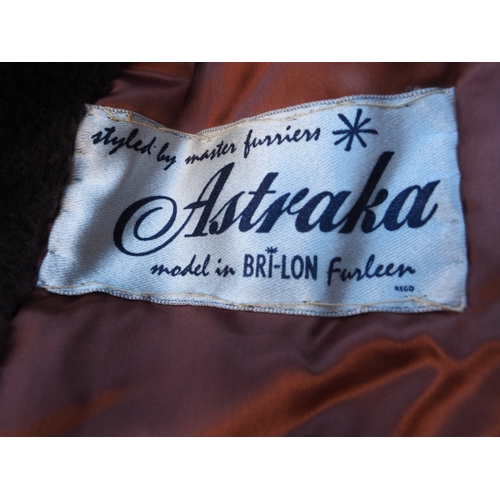 styled by master furriers
Astraka
model in BRI-LON Furleen
REGD